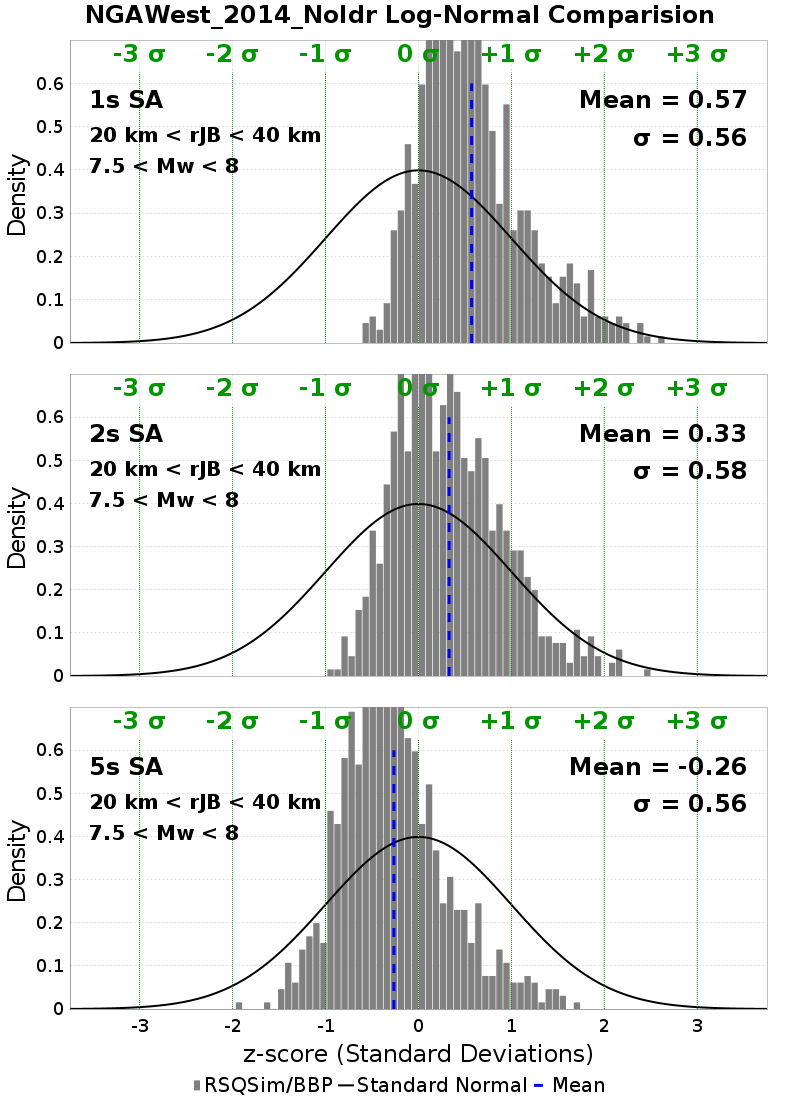 NGAWest_2014_NoIdr Log-Normal Comparision
-3 σ -2 σ -1 σ 0 σ +1 σ +2 σ +3 σ
1s SA
Mean = 0.57
20 km < rJB < 40 km
σ = 0.56
7.5 < Mw < 8
Density
0.6
0.5
0.4
0.3
0.2
0.1
0
-3 σ -2 σ -1 σ 0 σ +1 σ +2 σ +3 σ
2s SA
Mean = 0.33
20 km < rJB < 40 km
σ = 0.58
7.5 < Mw < 8
Density
0.6
0.5
0.4
0.3
0.2
0.1
0
-3 σ -2 σ -1 σ 0 σ +1 σ +2 σ +3 σ
5s SA
Mean = -0.26
20 km < rJB < 40 km
σ = 0.56
7.5 < Mw < 8
Density
0.6
0.5
0.4
0.3
0.2
0.1
0
-3 -2 -1 0 1 2 3
z-score (Standard Deviations)
RSQSim/BBP Standard Normal Mean